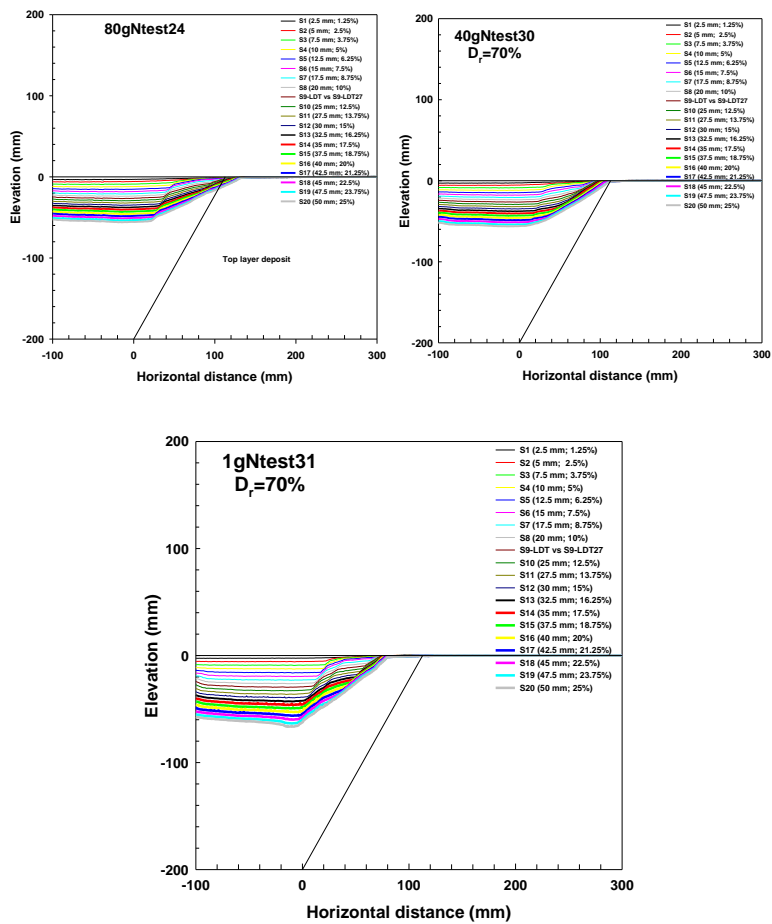 80gNtest24
S1 (2.5 mm; 1.25%)
S2 (5 mm;  2.5%)
S3 (7.5 mm; 3.75%)
S4 (10 mm; 5%)
S5 (12.5 mm; 6.25%)
S6 (15 mm; 7.5%)
S7 (17.5 mm; 8.75%)
S8 (20 mm; 10%)
S9-LDT vs S9-LDT27
S10 (25 mm; 12.5%)
S11 (27.5 mm; 13.75%)
S12 (30 mm; 15%)
S13 (32.5 mm; 16.25%)
S14 (35 mm; 17.5%)
S15 (37.5 mm; 18.75%)
S16 (40 mm; 20%)
S17 (42.5 mm; 21.25%)
S18 (45 mm; 22.5%)
S19 (47.5 mm; 23.75%)
S20 (50 mm; 25%)
Top layer deposit
Elevation (mm)
200
100
0
-100
-200
-100
0
100
200
300
Horizontal distance (mm)
40gNtest30
Dr=70%
S1 (2.5 mm; 1.25%)
S2 (5 mm;  2.5%)
S3 (7.5 mm; 3.75%)
S4 (10 mm; 5%)
S5 (12.5 mm; 6.25%)
S6 (15 mm; 7.5%)
S7 (17.5 mm; 8.75%)
S8 (20 mm; 10%)
S9-LDT vs S9-LDT27
S10 (25 mm; 12.5%)
S11 (27.5 mm; 13.75%)
S12 (30 mm; 15%)
S13 (32.5 mm; 16.25%)
S14 (35 mm; 17.5%)
S15 (37.5 mm; 18.75%)
S16 (40 mm; 20%)
S17 (42.5 mm; 21.25%)
S18 (45 mm; 22.5%)
S19 (47.5 mm; 23.75%)
S20 (50 mm; 25%)
Elevation (mm)
200
100
0
-100
-200
-100
0
100
200
300
Horizontal distance (mm)
1gNtest31
Dr=70%
S1 (2.5 mm; 1.25%)
S2 (5 mm;  2.5%)
S3 (7.5 mm; 3.75%)
S4 (10 mm; 5%)
S5 (12.5 mm; 6.25%)
S6 (15 mm; 7.5%)
S7 (17.5 mm; 8.75%)
S8 (20 mm; 10%)
S9-LDT vs S9-LDT27
S10 (25 mm; 12.5%)
S11 (27.5 mm; 13.75%)
S12 (30 mm; 15%)
S13 (32.5 mm; 16.25%)
S14 (35 mm; 17.5%)
S15 (37.5 mm; 18.75%)
S16 (40 mm; 20%)
S17 (42.5 mm; 21.25%)
S18 (45 mm; 22.5%)
S19 (47.5 mm; 23.75%)
S20 (50 mm; 25%)
Elevation (mm)
200
100
0
-100
-200
-100
0
100
200
300
Horizontal distance (mm)